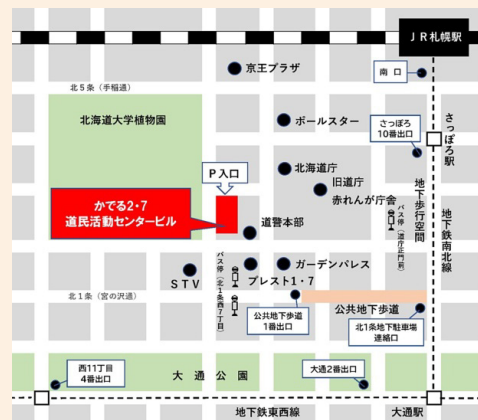 JR札幌駅
京王プラザ
南口
北5条（手稲通）
さっぽろ駅
北海道大学植物園
ポールスター
さっぽろ
10番出口
P入口
北海道庁
旧道庁
赤れんが庁舎
かでる2・7
道民活動センタービル
道警本部
バス停（道庁正門前）
地下歩行空間
地下鉄南北線
バス停（北1条西7丁目）
STV
プレスト1・7
ガーデンパレス
北1条（宮の沢通）
公共地下歩道
1番出口
公共地下歩道
北1条地下駐車場
連絡口
西11丁目
4番出口
大通公園
大通2番出口
地下鉄東西線
大通駅